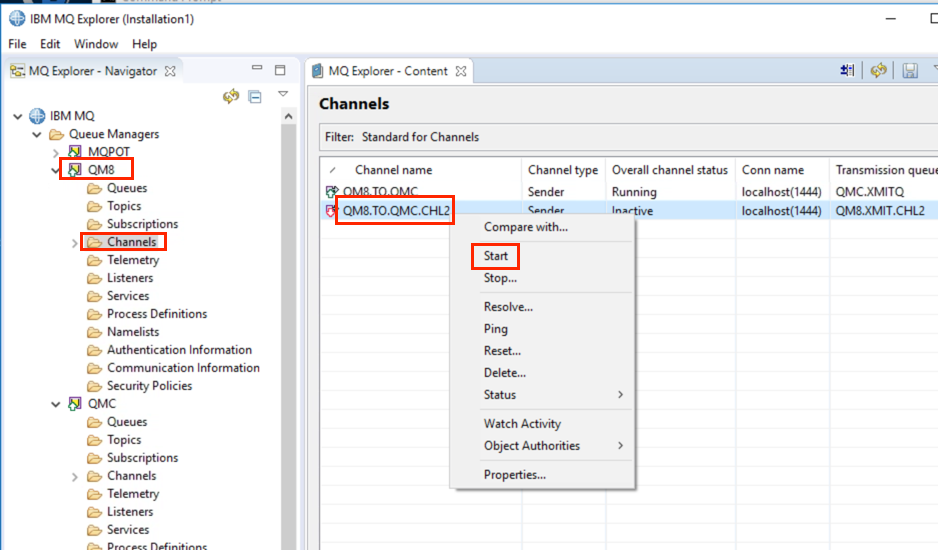 Command Prompt
IBM MQ Explorer (Installation1)
File Edit Window Help
MQ Explorer - Navigator
IBM MQ
Queue Managers
MQPOT
QM8
Queues
Topics
Subscriptions
Channels
Telemetry
Listeners
Services
Process Definitions
Namelists
Authentication Information
Communication Information
Security Policies
QMC
Queues
Topics
Subscriptions
Channels
Telemetry
Listeners
Services
Process Definitions
MQ Explorer - Content
Channels
Filter: Standard for Channels
Channel name Channel type Overall channel status Conn name Transmission queue
QM8.TO.QMC Sender Running localhost(1444) QMC.XMITQ
QM8.TO.QMC.CHL2 Sender Inactive localhost(1444) QM8.XMIT.CHL2
Compare with...
Start
Stop...
Resolve...
Ping
Reset...
Delete...
Status
Watch Activity
Object Authorities
Properties...